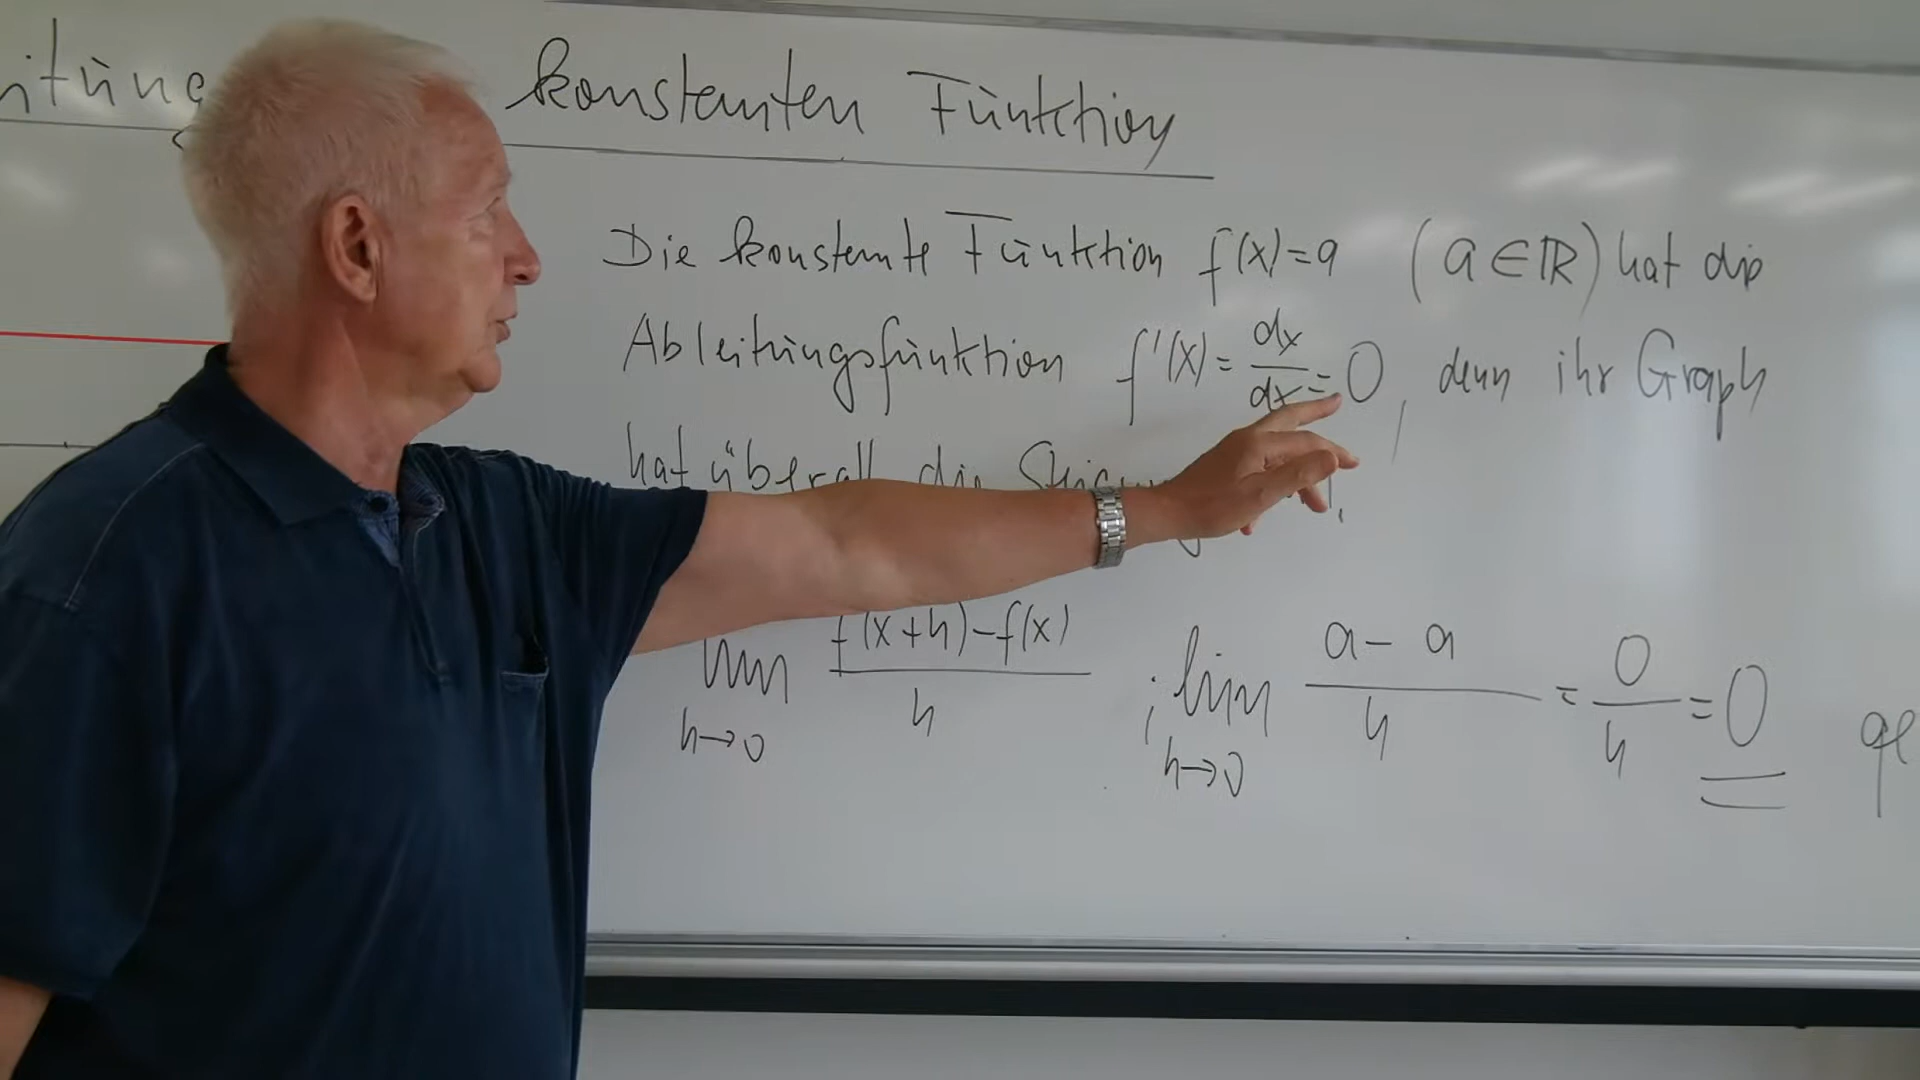 konstanten Funktion
Die konstante Funktion f(x)=a (a∈ℝ) hat die
Ableitungsfunktion f'(x)= dy/dx =0, denn ihr Graph
hat überall die
lim h→0 f(x+h)-f(x)/h ; lim h→0 a-a/h = 0/h =0